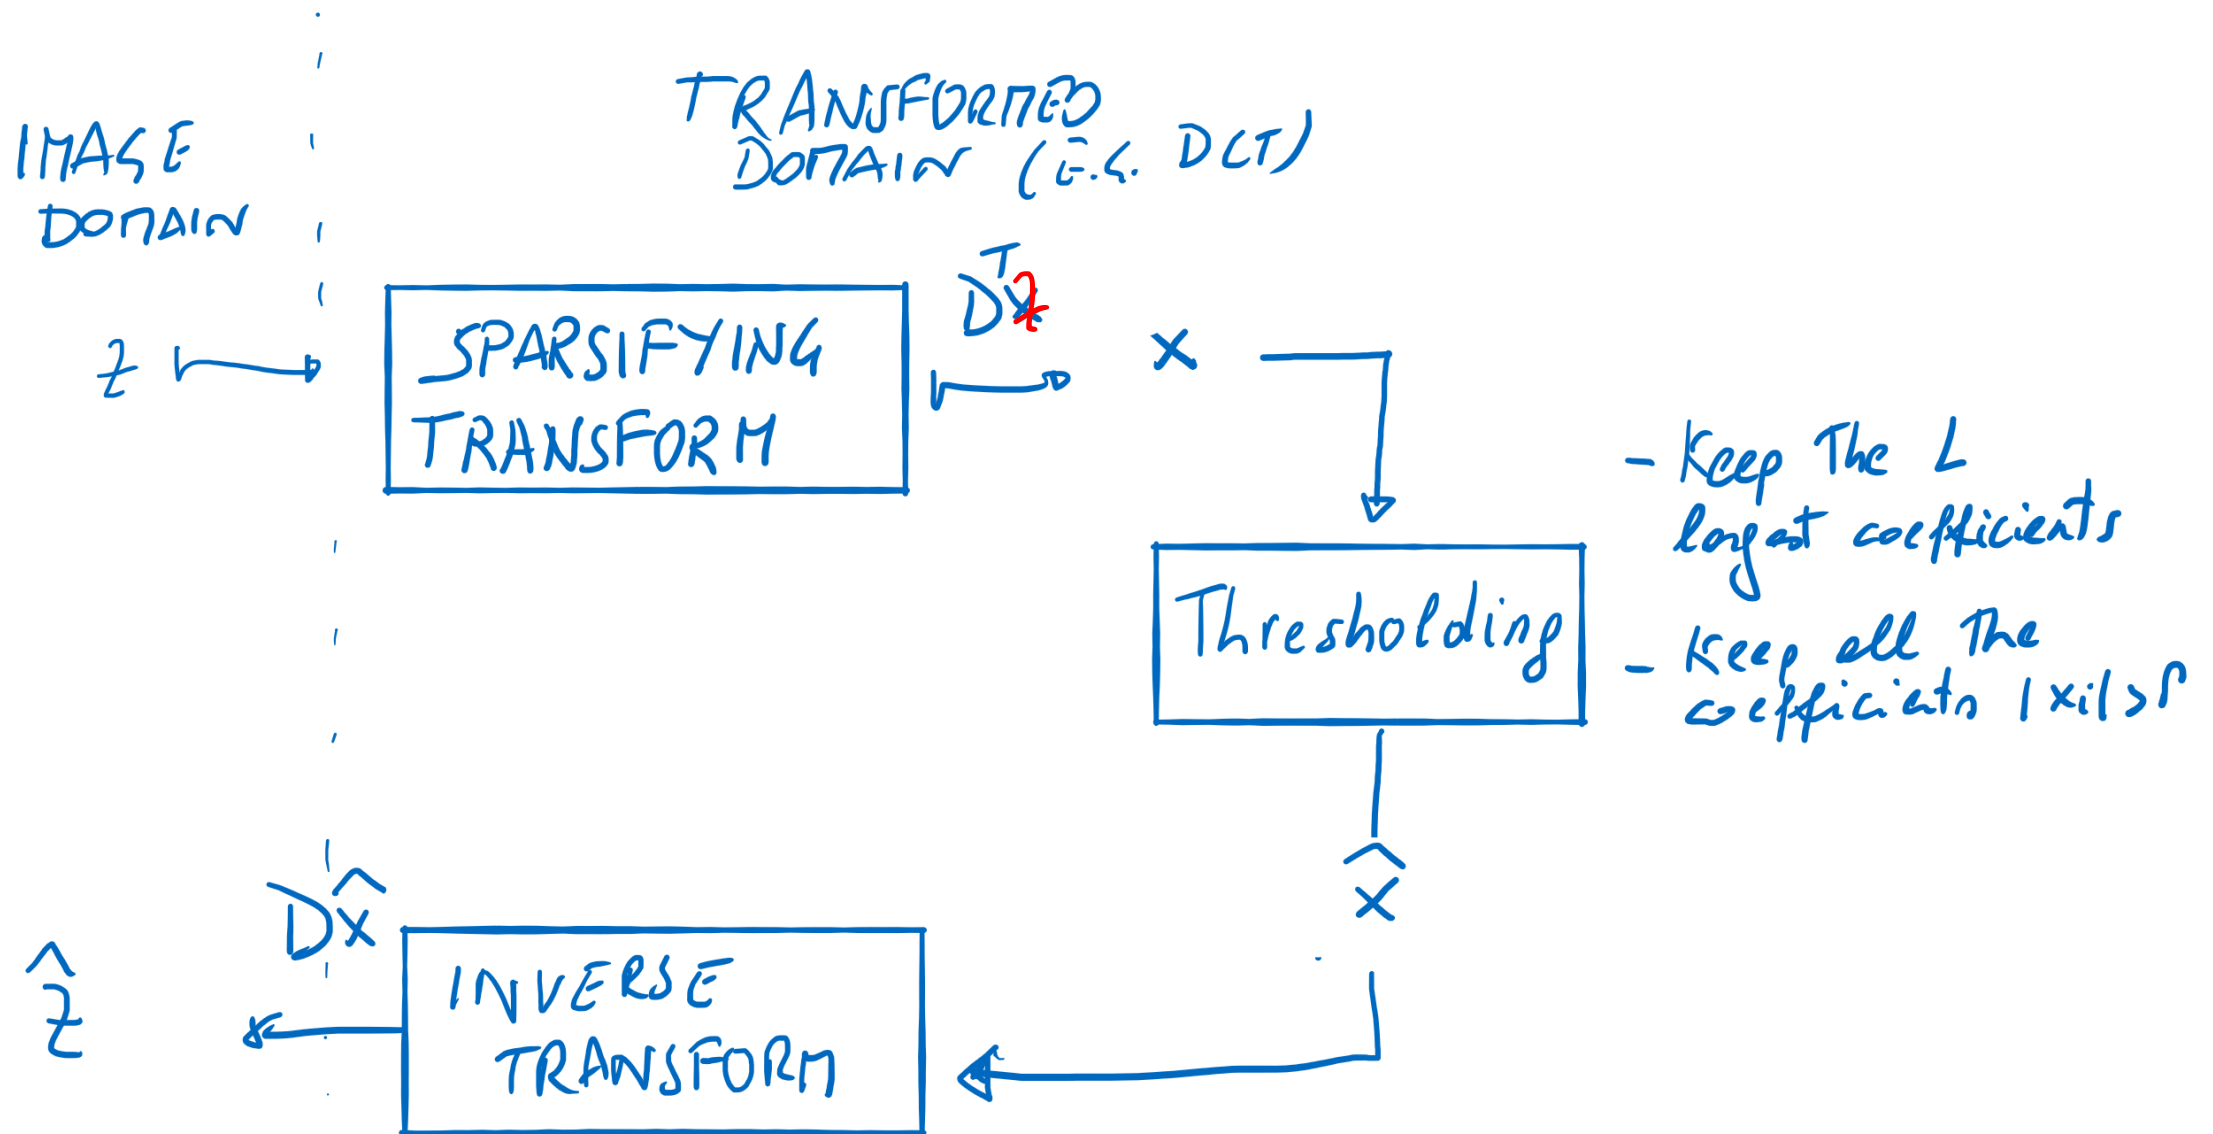 IMAGE
DOMAIN
TRANSFORMED
DOMAIN (E.G. DCT)
z
SPARSIFYING
TRANSFORM
Dᵀz
x
- Keep The L
largest coefficients
Thresholding
- Keep all The
coefficients |xi|>
x̂
Dx̂
ẑ
INVERSE
TRANSFORM